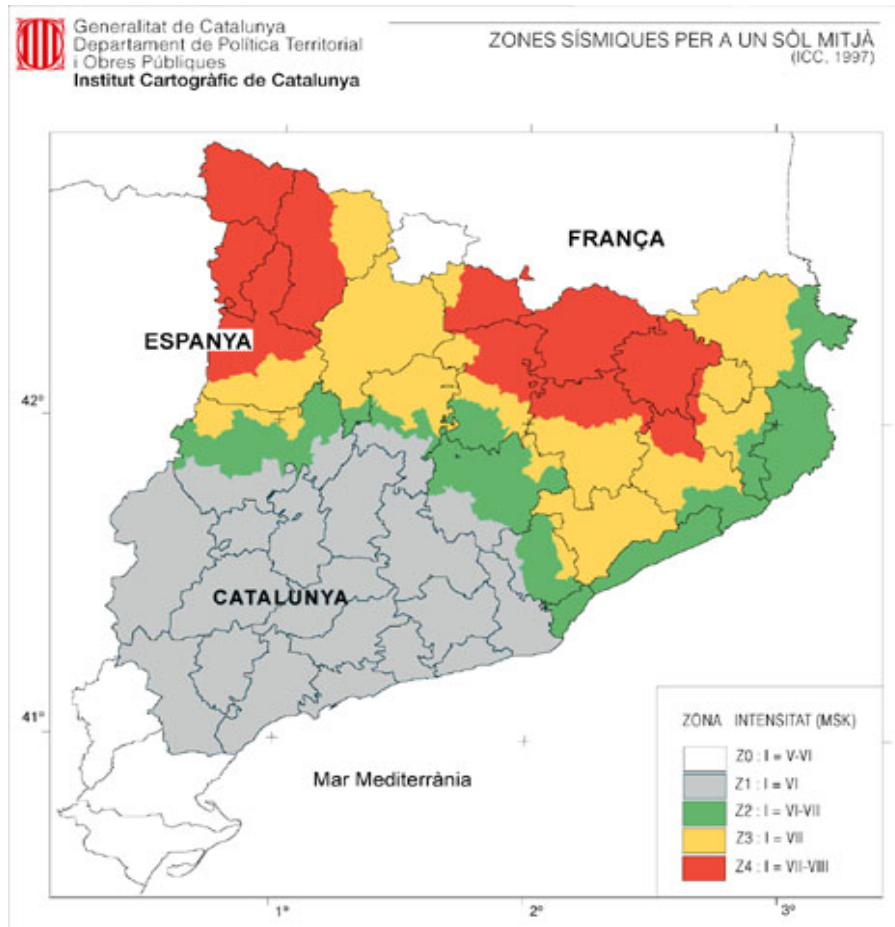 Generalitat de Catalunya
Departament de Política Territorial
i Obres Públiques
Institut Cartogràfic de Catalunya
ZONES SÍSMIQUES PER A UN SÒL MITJÀ
(ICC, 1997)
FRANÇA
ESPANYA
42°
CATALUNYA
41°
Mar Mediterrània
ZONA INTENSITAT (MSK)
Z0 : I = V-VI
Z1 : I = VI
Z2 : I = VI-VII
Z3 : I = VII
Z4 : I = VII-VIII
1° 2° 3°